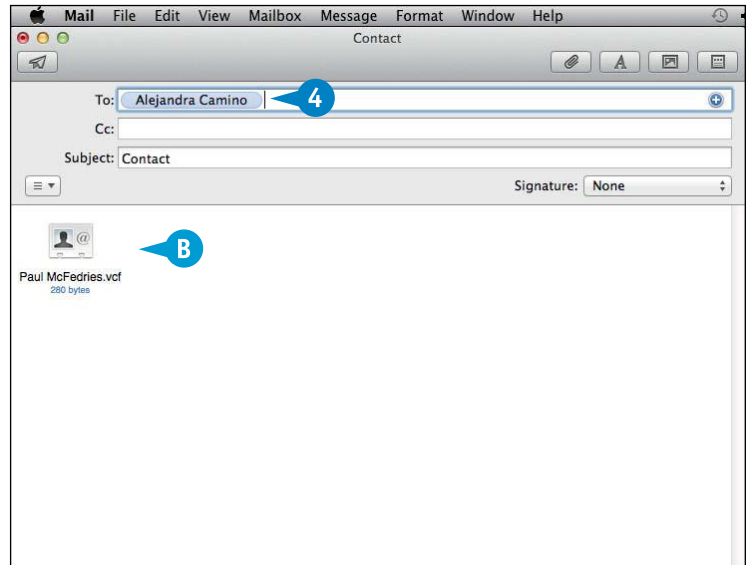 Mail File Edit View Mailbox Message Format Window Help
Contact
A
To: Alejandra Camino 4
Cc:
Subject: Contact
Signature: None
@
B
Paul McFedries.vcf
280 bytes